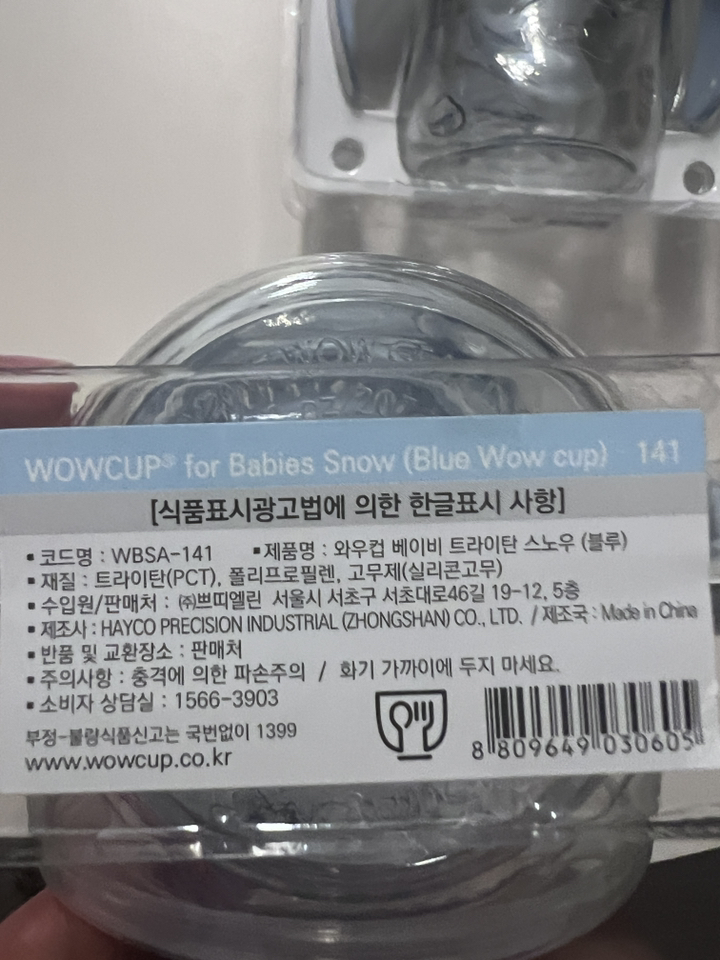 WOWCUP® for Babies Snow (Blue Wow cup) 141
[식품표시광고법에 의한 한글표시 사항]
▪ 코드명 : WBSA-141 ▪ 제품명 : 와우컵 베이비 트라이탄 스노우 (블루)
▪ 재질 : 트라이탄(PCT), 폴리프로필렌, 고무제(실리콘고무)
▪ 수입원/판매처 : ㈜쁘띠엘린 서울시 서초구 서초대로46길 19-12, 5층
▪ 제조사 : HAYCO PRECISION INDUSTRIAL (ZHONGSHAN) CO., LTD. / 제조국 : Made in China
▪ 반품 및 교환장소 : 판매처
▪ 주의사항 : 충격에 의한 파손주의 / 화기 가까이에 두지 마세요.
▪ 소비자 상담실 : 1566-3903
부정-불량식품신고는 국번없이 1399
www.wowcup.co.kr
8 809649 030605